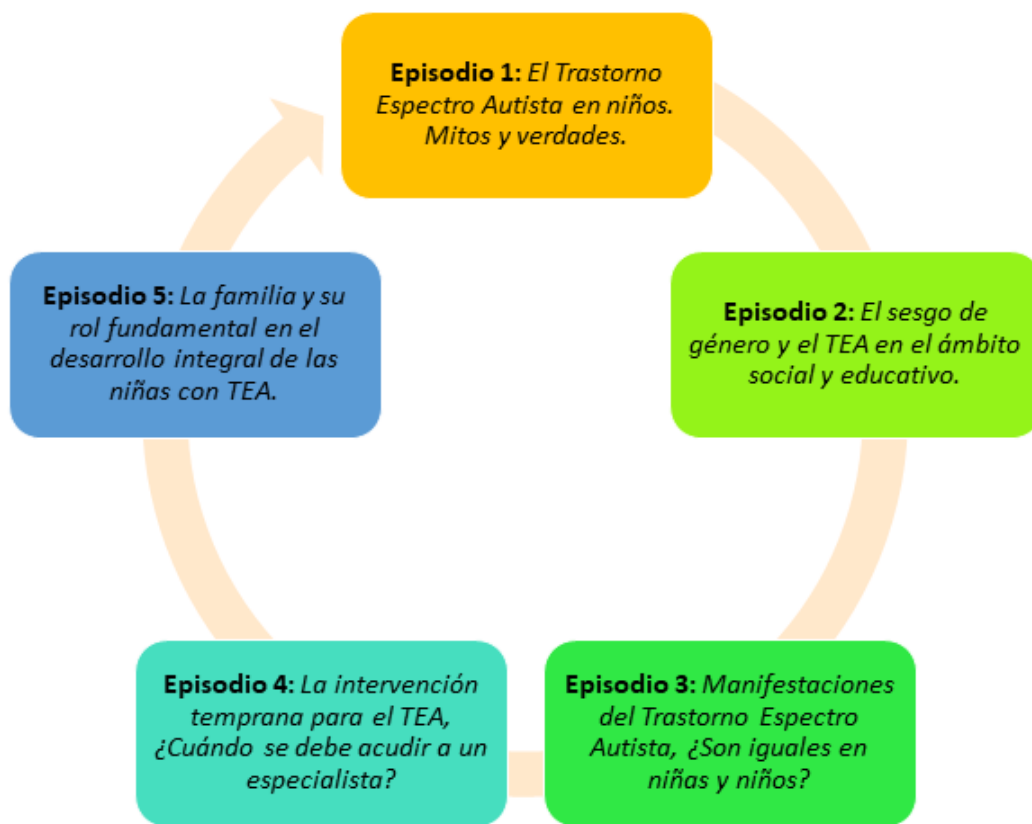 Episodio 1: El Trastorno
Espectro Autista en niños.
Mitos y verdades.
Episodio 2: El sesgo de
género y el TEA en el ámbito
social y educativo.
Episodio 3: Manifestaciones
del Trastorno Espectro
Autista, ¿Son iguales en
niñas y niños?
Episodio 4: La intervención
temprana para el TEA,
¿Cuándo se debe acudir a un
especialista?
Episodio 5: La familia y su
rol fundamental en el
desarrollo integral de las
niñas con TEA.